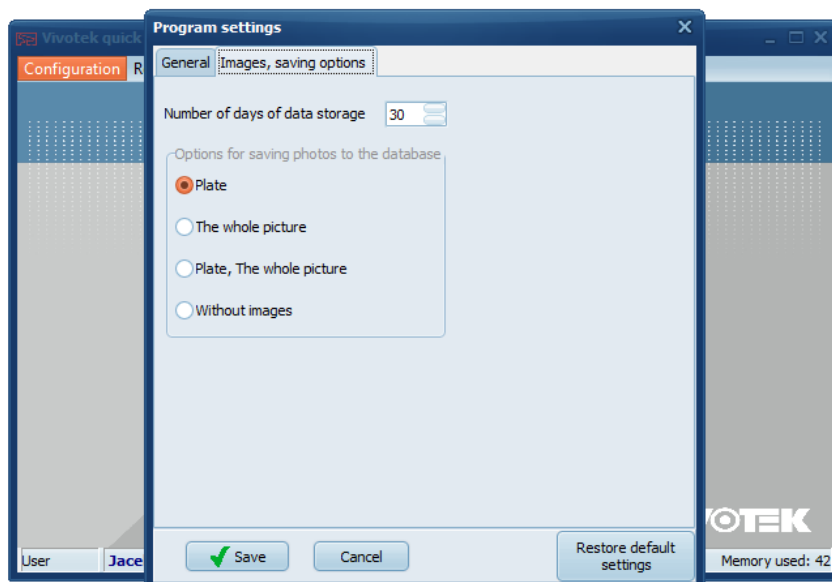 Vivotek quick
Program settings
Configuration
General
Images, saving options
Number of days of data storage
30
Options for saving photos to the database
Plate
The whole picture
Plate, The whole picture
Without images
Save
Cancel
Restore default
settings
User
Memory used: 42